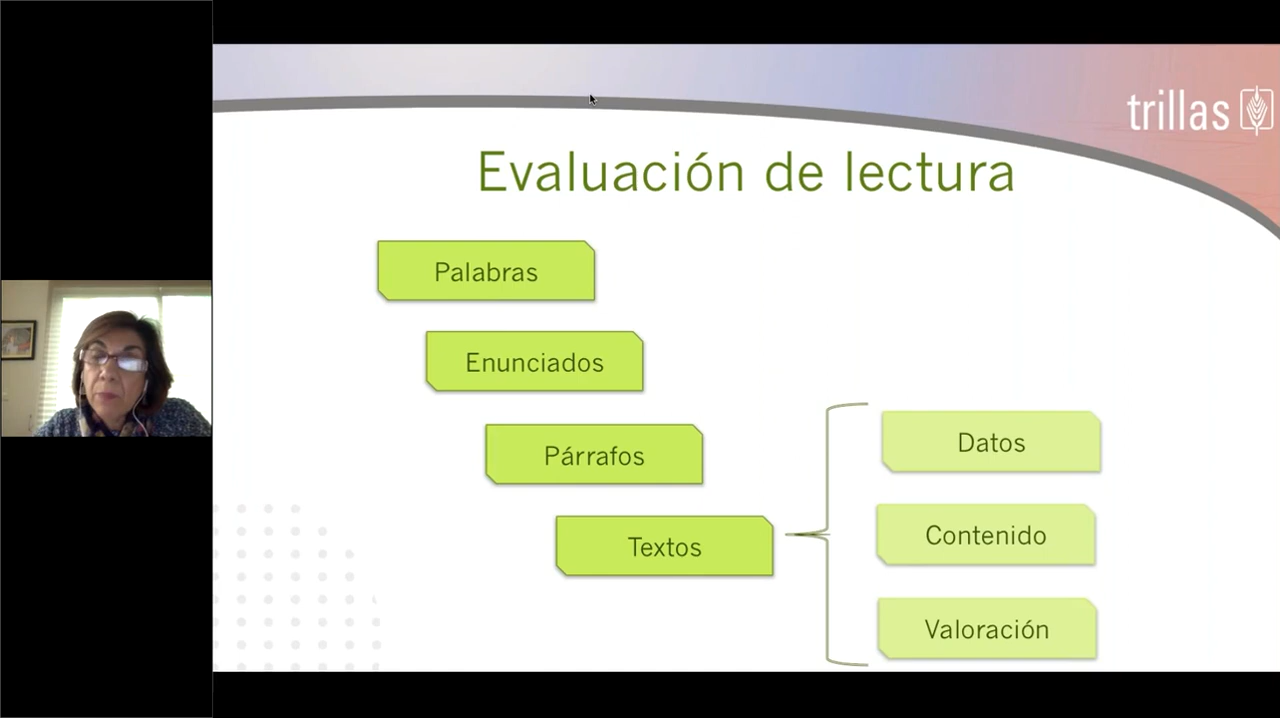 trillas
Evaluación de lectura
Palabras
Enunciados
Párrafos
Textos
Datos
Contenido
Valoración